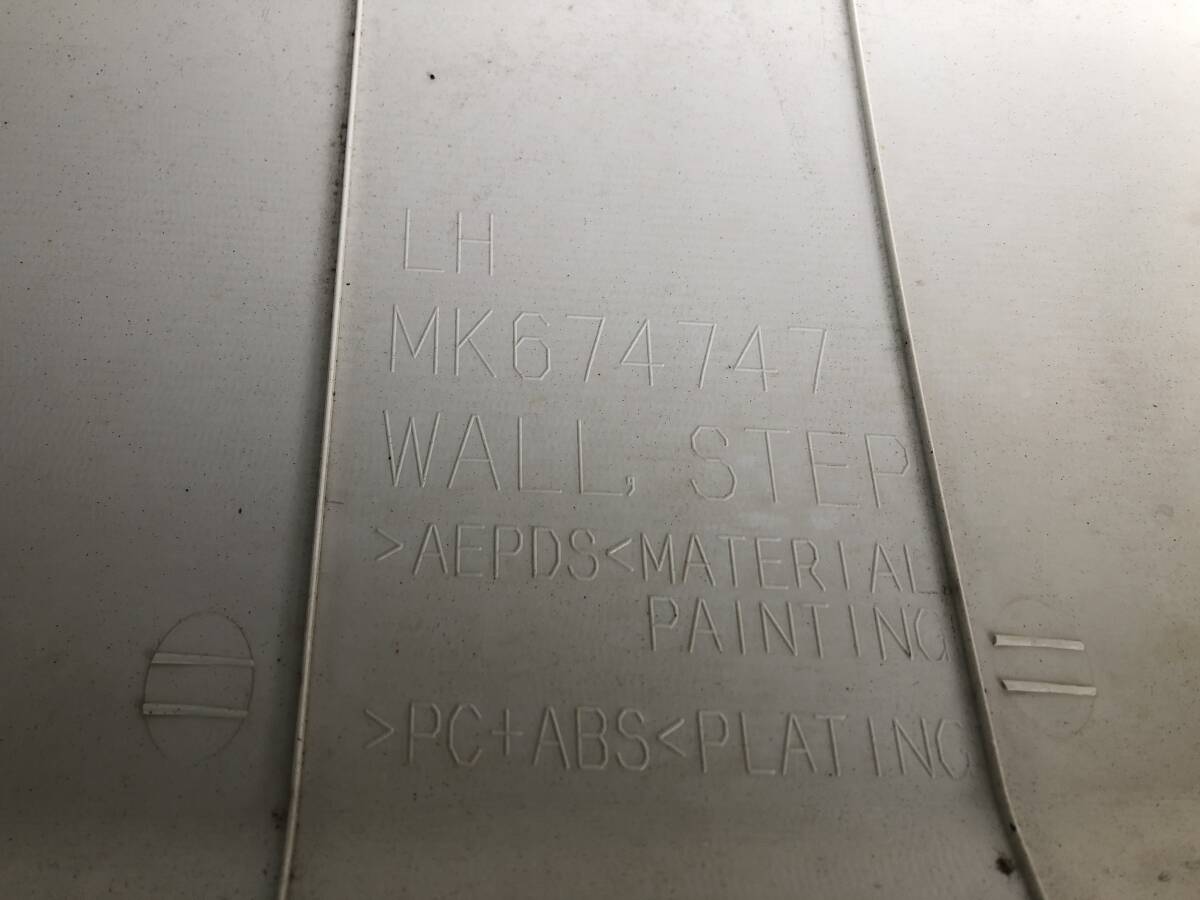 LH
MK674747
WALL, STEP
>AEPDS<MATERIAL
PAINTING
>PC+ABS<PLATING